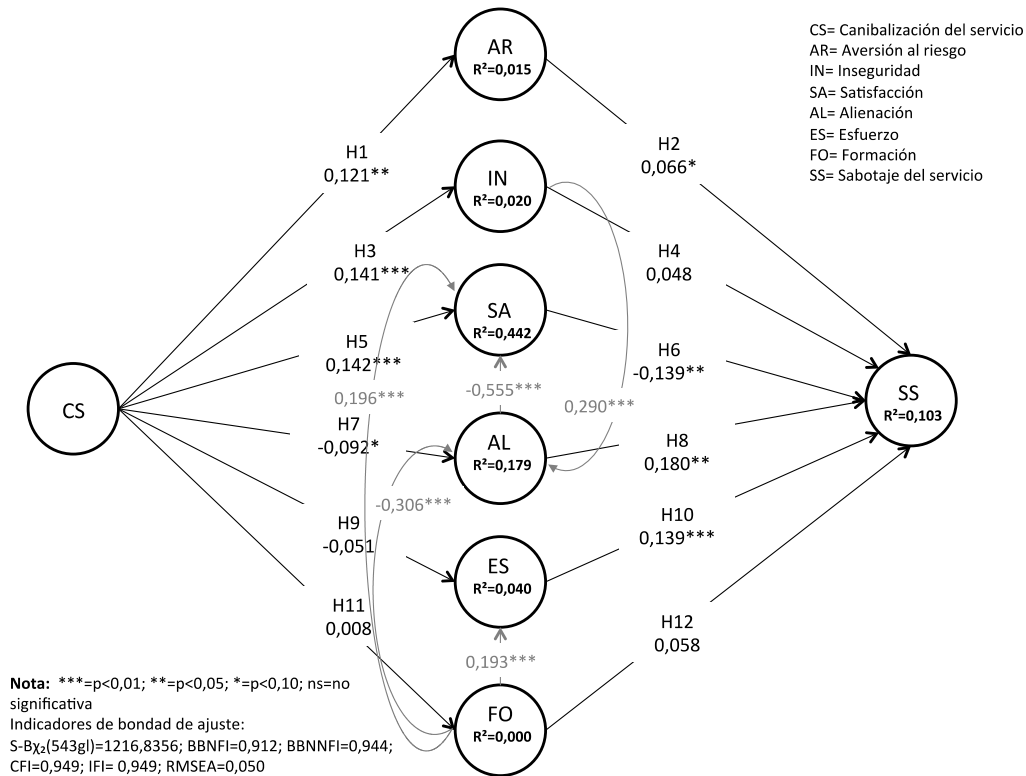 AR
R²=0,015
CS= Canibalización del servicio
AR= Aversión al riesgo
IN= Inseguridad
SA= Satisfacción
AL= Alienación
ES= Esfuerzo
FO= Formación
SS= Sabotaje del servicio
H1
0,121**
H2
0,066*
IN
R²=0,020
H3
0,141***
H4
0,048
SA
R²=0,442
H5
0,142***
H6
-0,139**
0,196***
-0,555***
0,290***
CS
SS
R²=0,103
H7
-0,092*
AL
R²=0,179
H8
0,180**
-0,306***
H9
-0,051
H10
0,139***
ES
R²=0,040
H11
0,008
H12
0,058
0,193***
FO
R²=0,000
Nota: ***=p<0,01; **=p<0,05; *=p<0,10; ns=no
significativa
Indicadores de bondad de ajuste:
S-Bχ₂(543gl)=1216,8356; BBNFI=0,912; BBNNFI=0,944;
CFI=0,949; IFI= 0,949; RMSEA=0,050